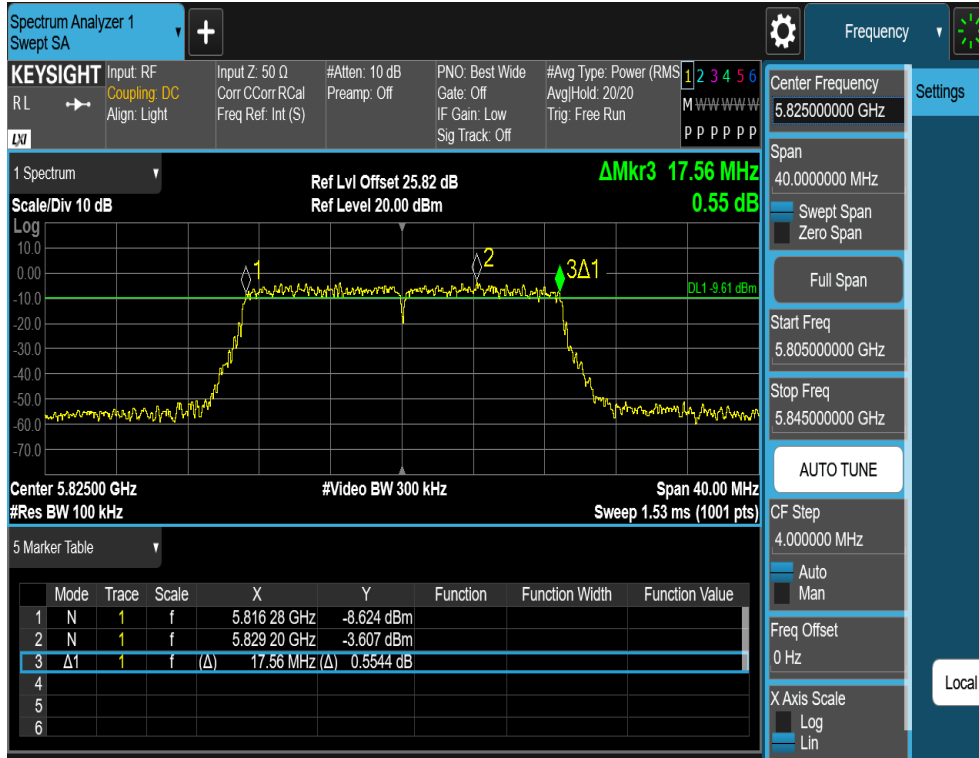 Spectrum Analyzer 1
Swept SA
+
Frequency
KEYSIGHT
RL
LXI
Input: RF
Coupling: DC
Align: Light
Input Z: 50 Ω
Corr CCorr RCal
Freq Ref: Int (S)
#Atten: 10 dB
Preamp: Off
PNO: Best Wide
Gate: Off
IF Gain: Low
Sig Track: Off
#Avg Type: Power (RMS
Avg|Hold: 20/20
Trig: Free Run
1 2 3 4 5 6
M W W W W W
P P P P P P
1 Spectrum
Scale/Div 10 dB
Ref Lvl Offset 25.82 dB
Ref Level 20.00 dBm
ΔMkr3 17.56 MHz
0.55 dB
Log
10.0
0.00
-10.0
-20.0
-30.0
-40.0
-50.0
-60.0
-70.0
1
2
3Δ1
DL1 -9.61 dBm
Center 5.82500 GHz
#Video BW 300 kHz
Span 40.00 MHz
#Res BW 100 kHz
Sweep 1.53 ms (1001 pts)
5 Marker Table
Mode Trace Scale X Y Function Function Width Function Value
1 N 1 f 5.816 28 GHz -8.624 dBm
2 N 1 f 5.829 20 GHz -3.607 dBm
3 Δ1 1 f (Δ) 17.56 MHz (Δ) 0.5544 dB
4
5
6
Center Frequency
5.825000000 GHz
Span
40.0000000 MHz
Swept Span
Zero Span
Full Span
Start Freq
5.805000000 GHz
Stop Freq
5.845000000 GHz
AUTO TUNE
CF Step
4.000000 MHz
Auto
Man
Freq Offset
0 Hz
X Axis Scale
Log
Lin
Settings
Local